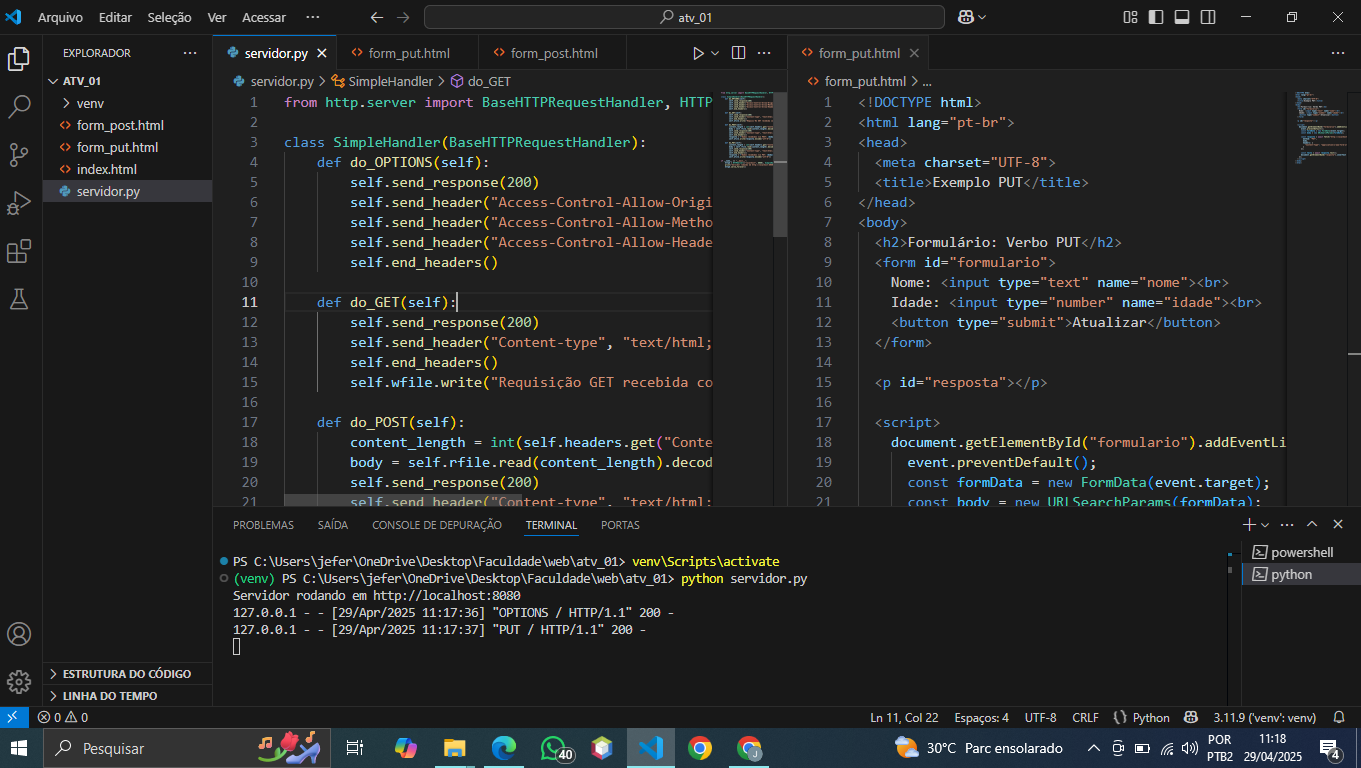 Arquivo Editar Seleção Ver Acessar ··· atv_01
EXPLORADOR ···
ATV_01
venv
form_post.html
form_put.html
index.html
servidor.py
ESTRUTURA DO CÓDIGO
LINHA DO TEMPO
servidor.py form_put.html form_post.html
servidor.py > SimpleHandler > do_GET
1 from http.server import BaseHTTPRequestHandler, HTTP
2
3 class SimpleHandler(BaseHTTPRequestHandler):
4 def do_OPTIONS(self):
5 self.send_response(200)
6 self.send_header("Access-Control-Allow-Origi
7 self.send_header("Access-Control-Allow-Metho
8 self.send_header("Access-Control-Allow-Heade
9 self.end_headers()
10
11 def do_GET(self):
12 self.send_response(200)
13 self.send_header("Content-type", "text/html;
14 self.end_headers()
15 self.wfile.write("Requisição GET recebida co
16
17 def do_POST(self):
18 content_length = int(self.headers.get("Conte
19 body = self.rfile.read(content_length).decod
20 self.send_response(200)
21 self.send_header("Content-type", "text/html;
form_put.html
form_put.html > ...
1 <!DOCTYPE html>
2 <html lang="pt-br">
3 <head>
4 <meta charset="UTF-8">
5 <title>Exemplo PUT</title>
6 </head>
7 <body>
8 <h2>Formulário: Verbo PUT</h2>
9 <form id="formulario">
10 Nome: <input type="text" name="nome"><br>
11 Idade: <input type="number" name="idade"><br>
12 <button type="submit">Atualizar</button>
13 </form>
14
15 <p id="resposta"></p>
16
17 <script>
18 document.getElementById("formulario").addEventLi
19 event.preventDefault();
20 const formData = new FormData(event.target);
21 const body = new URLSearchParams(formData);
PROBLEMAS SAÍDA CONSOLE DE DEPURAÇÃO TERMINAL PORTAS
PS C:\Users\jefer\OneDrive\Desktop\Faculdade\web\atv_01> venv\Scripts\activate
(venv) PS C:\Users\jefer\OneDrive\Desktop\Faculdade\web\atv_01> python servidor.py
Servidor rodando em http://localhost:8080
127.0.0.1 - - [29/Apr/2025 11:17:36] "OPTIONS / HTTP/1.1" 200 -
127.0.0.1 - - [29/Apr/2025 11:17:37] "PUT / HTTP/1.1" 200 -
powershell
python
0 0 Ln 11, Col 22 Espaços: 4 UTF-8 CRLF {} Python 3.11.9 ('venv': venv)
Pesquisar 40 J 30°C Parc ensolarado POR PTB2 11:18 29/04/2025 4